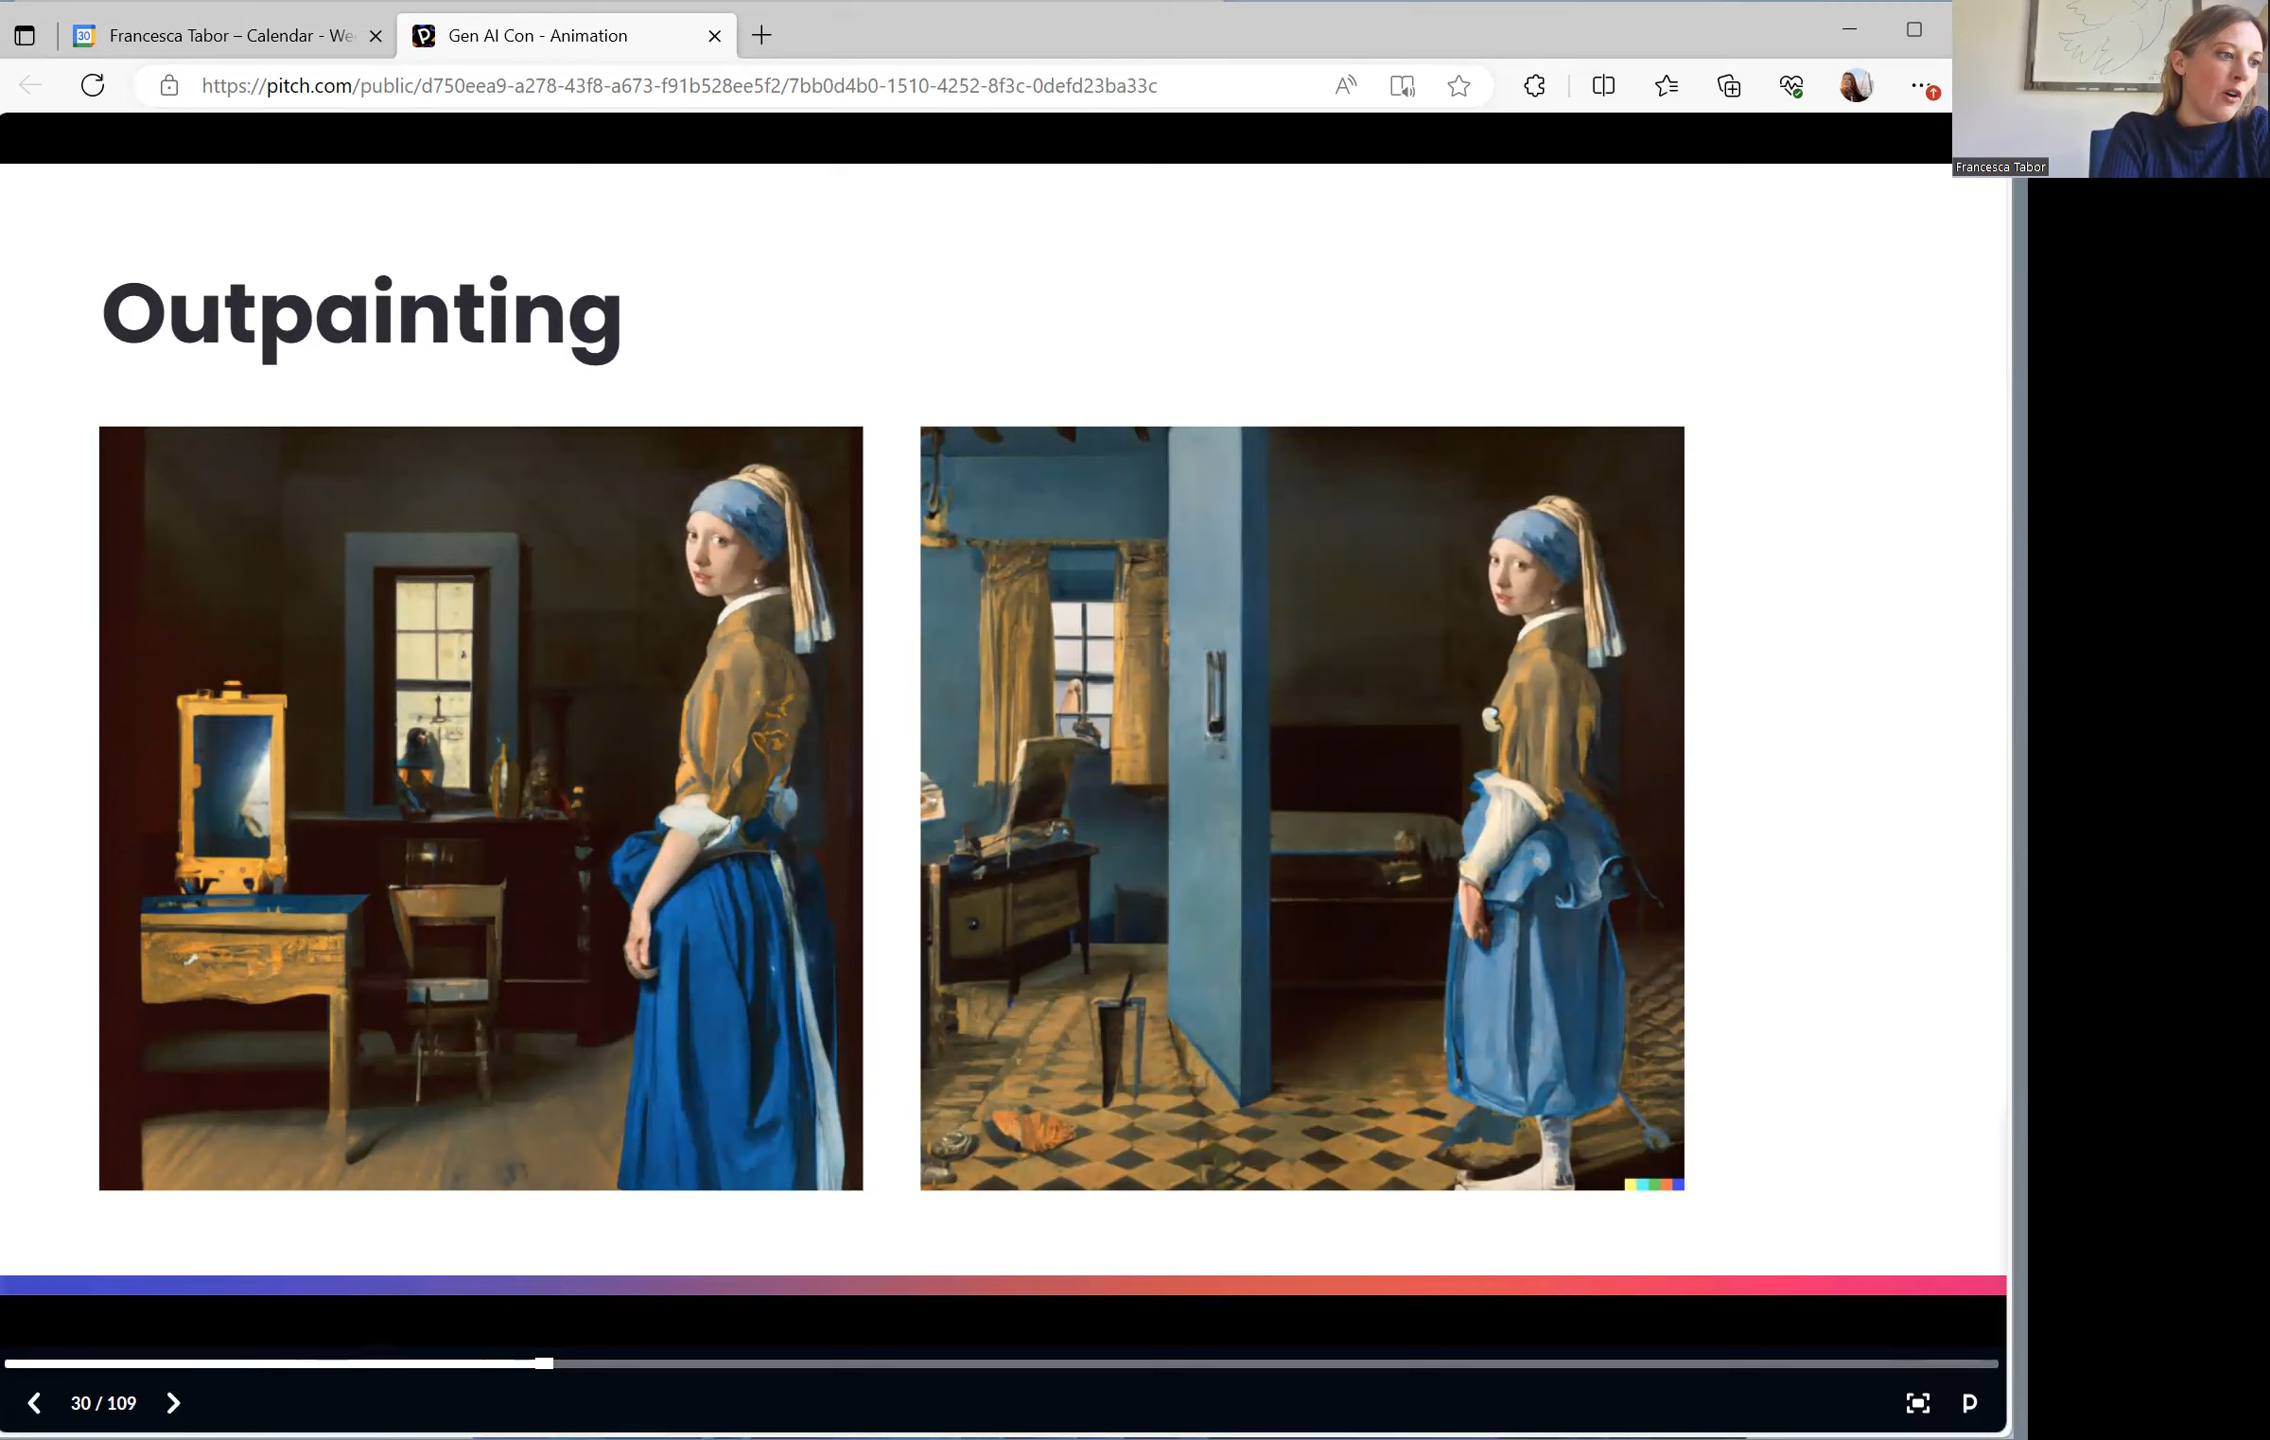 30
Francesca Tabor – Calendar - We
Gen AI Con - Animation
https://pitch.com/public/d750eea9-a278-43f8-a673-f91b528ee5f2/7bb0d4b0-1510-4252-8f3c-0defd23ba33c
Francesca Tabor
Outpainting
30 / 109